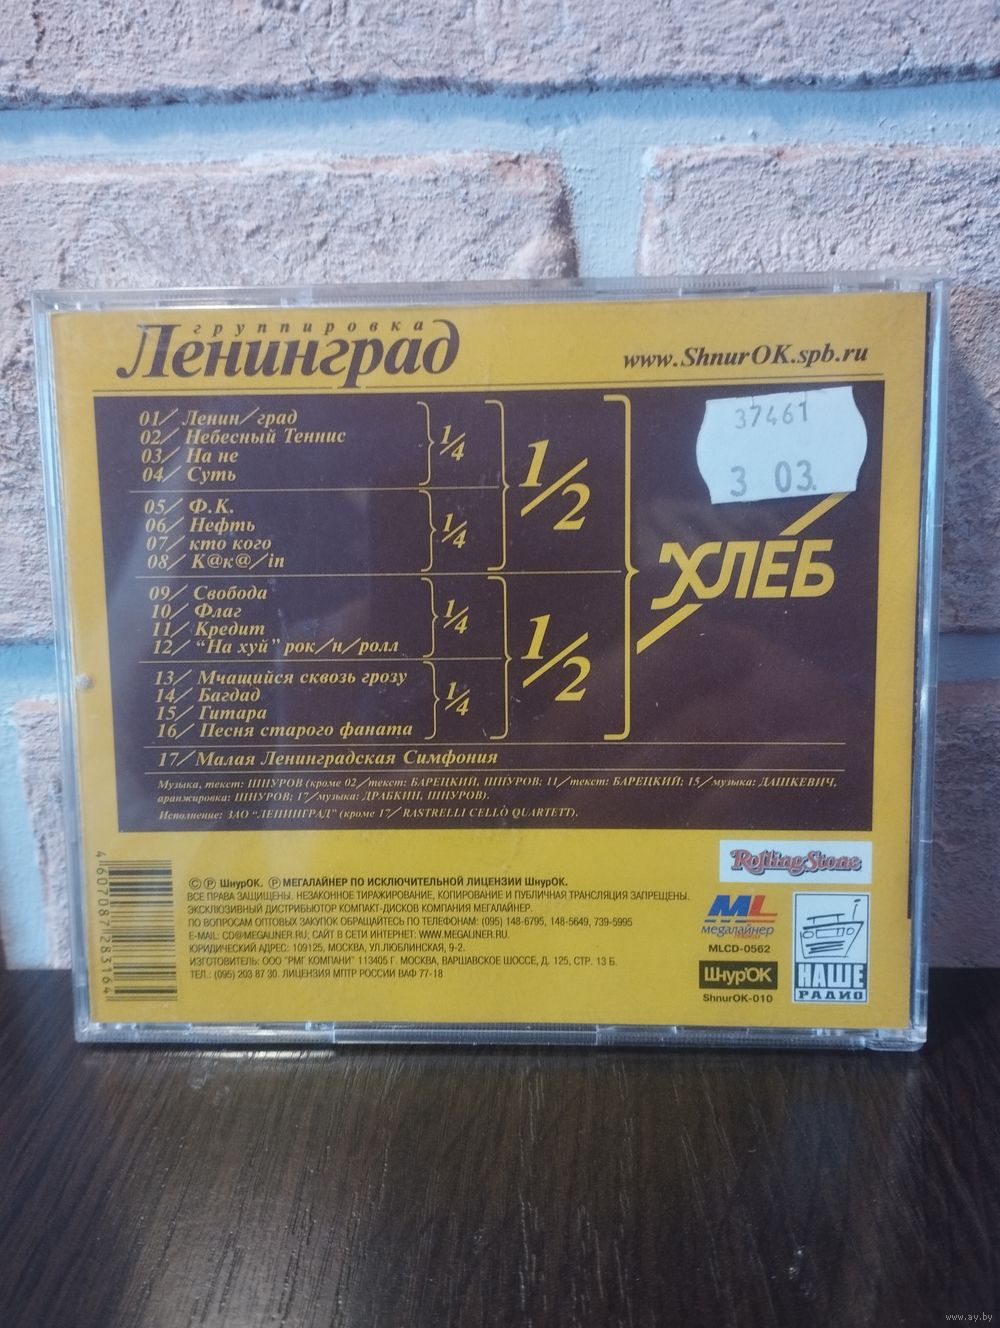 группировка
Ленинград
www.ShnurOK.spb.ru
37461
3 03.
01/ Ленин/град
02/ Небесный Теннис
03/ На не
04/ Суть
1/4
05/ Ф.К.
06/ Нефть
07/ кто кого
08/ К@к@/in
1/4
1/2
09/ Свобода
10/ Флаг
11/ Кредит
12/ “На хуй” рок/н/ролл
1/4
13/ Мчащийся сквозь грозу
14/ Багдад
15/ Гитара
16/ Песня старого фаната
1/4
1/2
ХЛЕБ
17/ Малая Ленинградская Симфония
Музыка, текст: ШНУРОВ (кроме 02/текст: БАРЕЦКИЙ, ШНУРОВ; 11/текст: БАРЕЦКИЙ; 15/музыка: ДАШКЕВИЧ,
аранжировка: ШНУРОВ; 17/музыка: ДРАБКИН, ШНУРОВ).
Исполнение: ЗАО “ЛЕНИНГРАД” (кроме 17/ RASTRELLI CELLO QUARTETT).
4607087128316 4
© ℗ ШнурОК. ℗ МЕГАЛАЙНЕР ПО ИСКЛЮЧИТЕЛЬНОЙ ЛИЦЕНЗИИ ШнурОК.
ВСЕ ПРАВА ЗАЩИЩЕНЫ. НЕЗАКОННОЕ ТИРАЖИРОВАНИЕ, КОПИРОВАНИЕ И ПУБЛИЧНАЯ ТРАНСЛЯЦИЯ ЗАПРЕЩЕНЫ.
ЭКСКЛЮЗИВНЫЙ ДИСТРИБЬЮТОР КОМПАКТ-ДИСКОВ КОМПАНИЯ МЕГАЛАЙНЕР.
ПО ВОПРОСАМ ОПТОВЫХ ЗАКУПОК ОБРАЩАЙТЕСЬ ПО ТЕЛЕФОНАМ: (095) 148-6795, 148-5649, 739-5995
E-MAIL: CD@MEGALINER.RU, САЙТ В СЕТИ ИНТЕРНЕТ: WWW.MEGALINER.RU.
ЮРИДИЧЕСКИЙ АДРЕС: 109125, МОСКВА, УЛ.ЛЮБЛИНСКАЯ, 9-2.
ИЗГОТОВИТЕЛЬ: ООО "РМГ КОМПАНИ" 113405 Г. МОСКВА, ВАРШАВСКОЕ ШОССЕ, Д. 125, СТР. 13 Б.
ТЕЛ.: (095) 203 87 30. ЛИЦЕНЗИЯ МПТР РОССИИ ВАФ 77-18
Rolling Stone
ML
мегалайнер
MLCD-0562
ШнурОК
ShnurOK-010
НАШЕ
РАДИО
www.ay.by